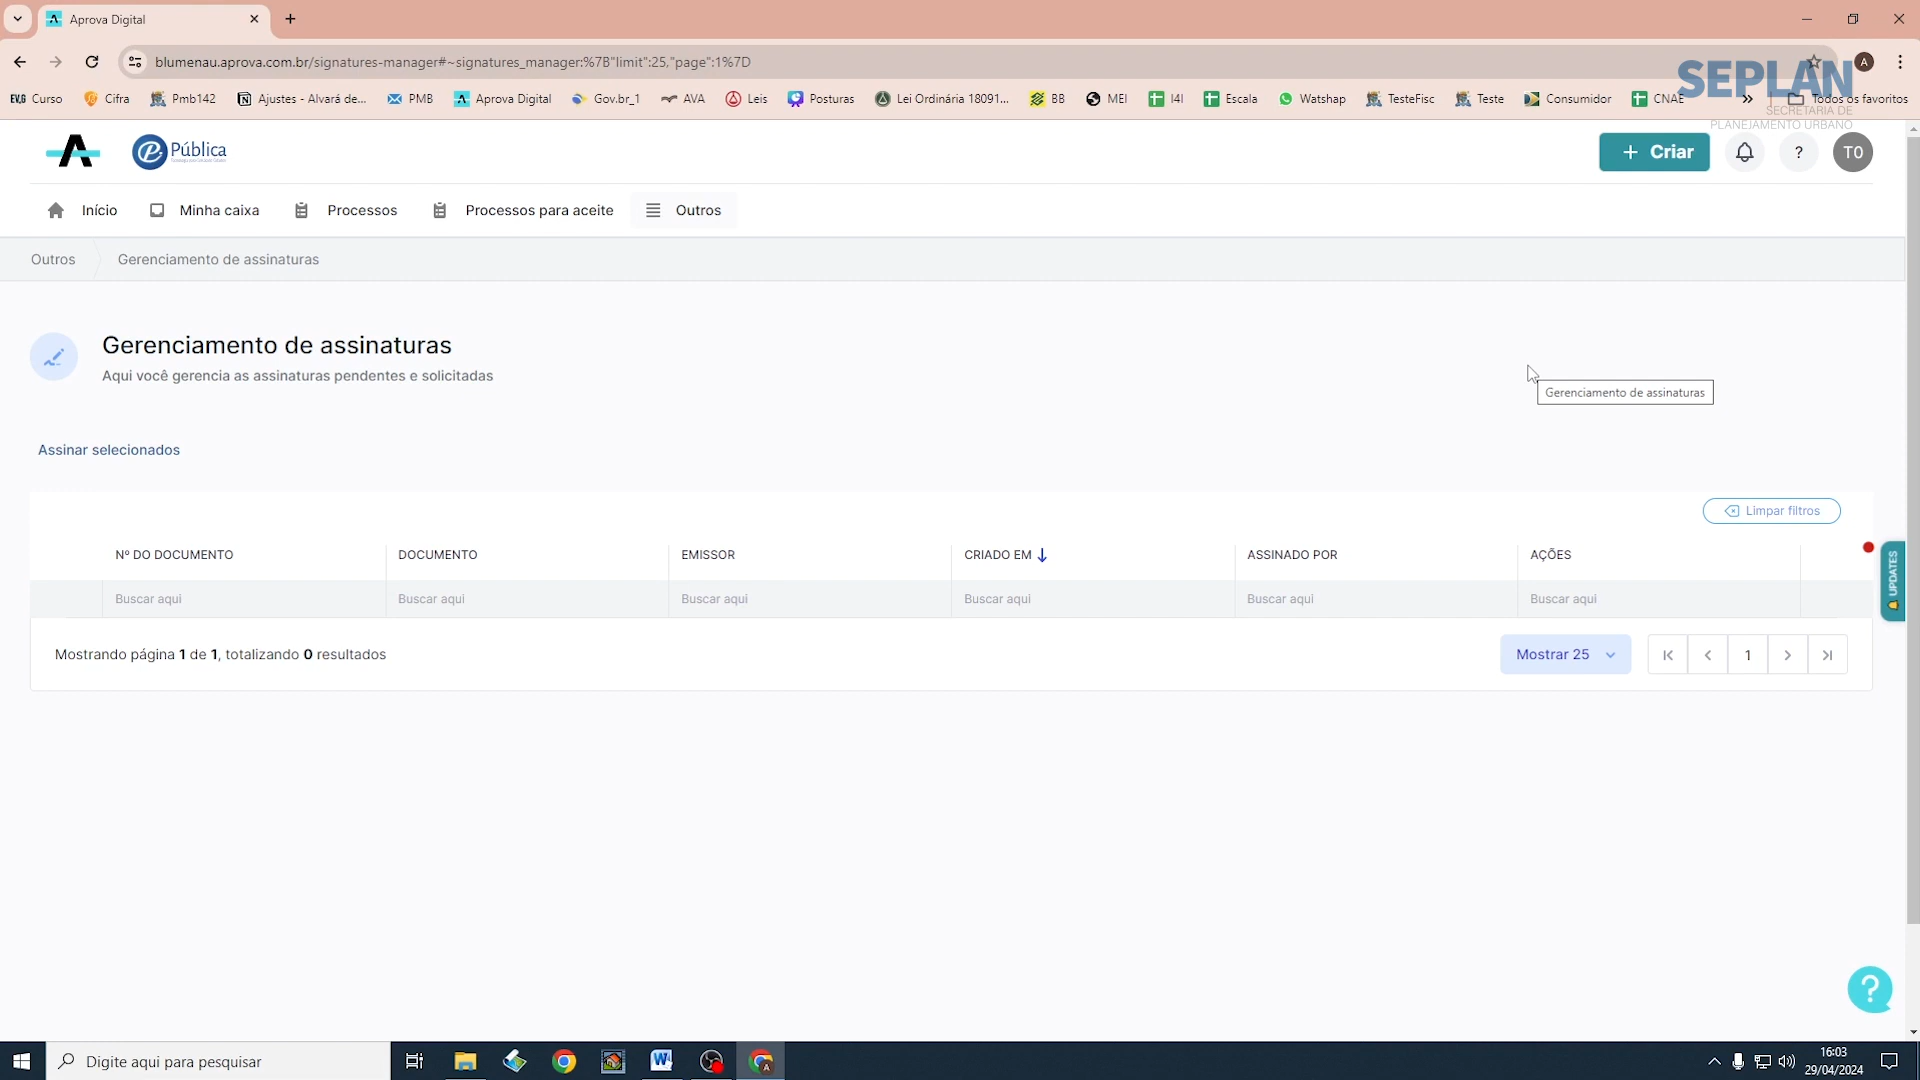 Aprova Digital
blumenau.aprova.com.br/signatures-manager#~signatures_manager:%7B"limit":25,"page":1%7D
A
EV.G Curso Cifra Pmb142 Ajustes - Alvará de... PMB Aprova Digital Gov.br_1 AVA Leis Posturas Lei Ordinária 18091... BB MEI I4I Escala Watshap TesteFisc Teste Consumidor CNAE » Todos os favoritos
SEPLAN
SECRETARIA DE
PLANEJAMENTO URBANO
Pública
+ Criar
?
T0
Início Minha caixa Processos Processos para aceite Outros
Outros Gerenciamento de assinaturas
Gerenciamento de assinaturas
Aqui você gerencia as assinaturas pendentes e solicitadas
Gerenciamento de assinaturas
Assinar selecionados
Limpar filtros
Nº DO DOCUMENTO DOCUMENTO EMISSOR CRIADO EM ASSINADO POR AÇÕES
Buscar aqui Buscar aqui Buscar aqui Buscar aqui Buscar aqui Buscar aqui
UPDATES
Mostrando página 1 de 1, totalizando 0 resultados
Mostrar 25
1
?
Digite aqui para pesquisar
16:03
29/04/2024